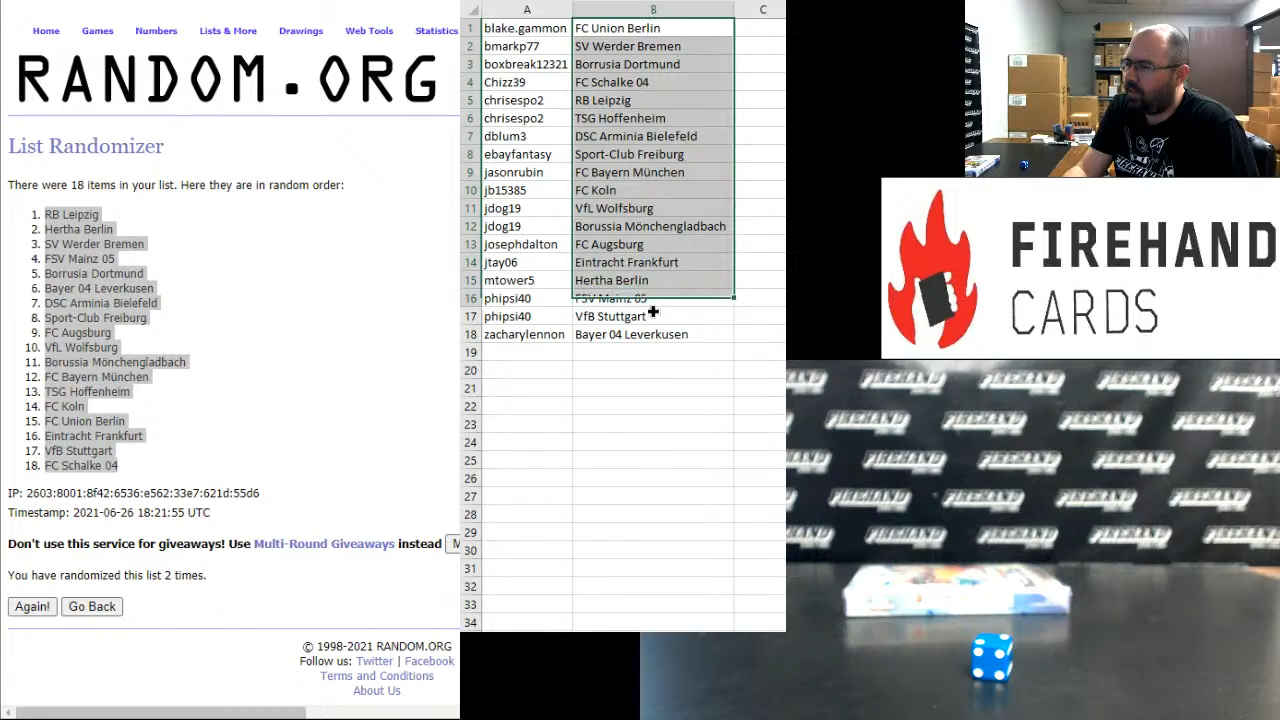 Home Games Numbers Lists & More Drawings Web Tools Statistics
RANDOM.ORG
List Randomizer
There were 18 items in your list. Here they are in random order:
1. RB Leipzig
2. Hertha Berlin
3. SV Werder Bremen
4. FSV Mainz 05
5. Borrusia Dortmund
6. Bayer 04 Leverkusen
7. DSC Arminia Bielefeld
8. Sport-Club Freiburg
9. FC Augsburg
10. VfL Wolfsburg
11. Borussia Mönchengladbach
12. FC Bayern München
13. TSG Hoffenheim
14. FC Koln
15. FC Union Berlin
16. Eintracht Frankfurt
17. VfB Stuttgart
18. FC Schalke 04
IP: 2603:8001:8f42:6536:e562:33e7:621d:55d6
Timestamp: 2021-06-26 18:21:55 UTC
Don't use this service for giveaways! Use Multi-Round Giveaways instead
You have randomized this list 2 times.
Again! Go Back
© 1998-2021 RANDOM.ORG
Follow us: Twitter | Facebook
Terms and Conditions
About Us
A B C
1 blake.gammon FC Union Berlin
2 bmarkp77 SV Werder Bremen
3 boxbreak12321 Borrusia Dortmund
4 Chizz39 FC Schalke 04
5 chrisespo2 RB Leipzig
6 chrisespo2 TSG Hoffenheim
7 dblum3 DSC Arminia Bielefeld
8 ebayfantasy Sport-Club Freiburg
9 jasonrubin FC Bayern München
10 jb15385 FC Koln
11 jdog19 VfL Wolfsburg
12 jdog19 Borussia Mönchengladbach
13 josephdalton FC Augsburg
14 jtay06 Eintracht Frankfurt
15 mtower5 Hertha Berlin
16 phipsi40 FSV Mainz 05
17 phipsi40 VfB Stuttgart
18 zacharylennon Bayer 04 Leverkusen
19
20
21
22
23
24
25
26
27
28
29
30
31
32
33
34
FIREHAND
CARDS
FIREHAND
FIREHAND
FIREHAND
FIREHAND
FIREHAND